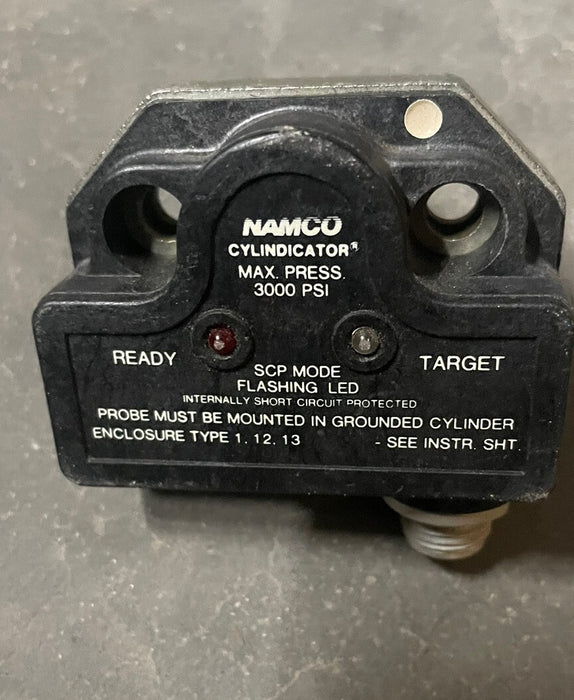 NAMCO
CYLINDICATOR®
MAX. PRESS.
3000 PSI
READY
TARGET
SCP MODE
FLASHING LED
INTERNALLY SHORT CIRCUIT PROTECTED
PROBE MUST BE MOUNTED IN GROUNDED CYLINDER
ENCLOSURE TYPE 1. 12. 13 - SEE INSTR. SHT.